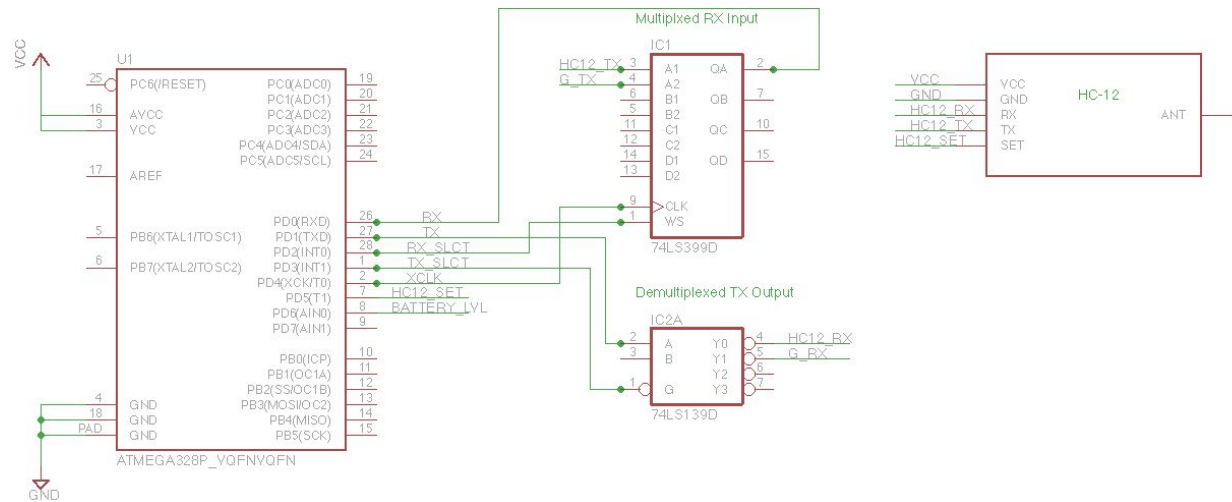 VCC
U1
25 PC6(/RESET)
16 AVCC
3 VCC
17 AREF
5 PB6(XTAL1/TOSC1)
6 PB7(XTAL2/TOSC2)
4 GND
18 GND
PAD GND
GND
PC0(ADC0) 19
PC1(ADC1) 20
PC2(ADC2) 21
PC3(ADC3) 22
PC4(ADC4/SDA) 23
PC5(ADC5/SCL) 24
PD0(RXD) 26 RX
PD1(TXD) 27 TX
PD2(INT0) 28 RX_SLCT
PD3(INT1) 1 TX_SLCT
PD4(XCK/T0) 2 XCLK
PD5(T1) 7 HC12_SET
PD6(AIN0) 8 BATTERY_LVL
PD7(AIN1) 9
PB0(ICP) 10
PB1(OC1A) 11
PB2(SS/OC1B) 12
PB3(MOSI/OC2) 13
PB4(MISO) 14
PB5(SCK) 15
ATMEGA328P_VQFNVQFN
Multiplxed RX Input
IC1
HC12_TX 3 A1 QA 2
G_TX 4 A2
6 B1 QB 7
5 B2
11 C1 QC 10
12 C2
14 D1 QD 15
13 D2
9 CLK
1 WS
74LS399D
Demultiplexed TX Output
IC2A
2 A Y0 4 HC12_RX
3 B Y1 5 G_RX
Y2 6
1 G Y3 7
74LS139D
HC-12
VCC VCC
GND GND
HC12_RX RX ANT
HC12_TX TX
HC12_SET SET